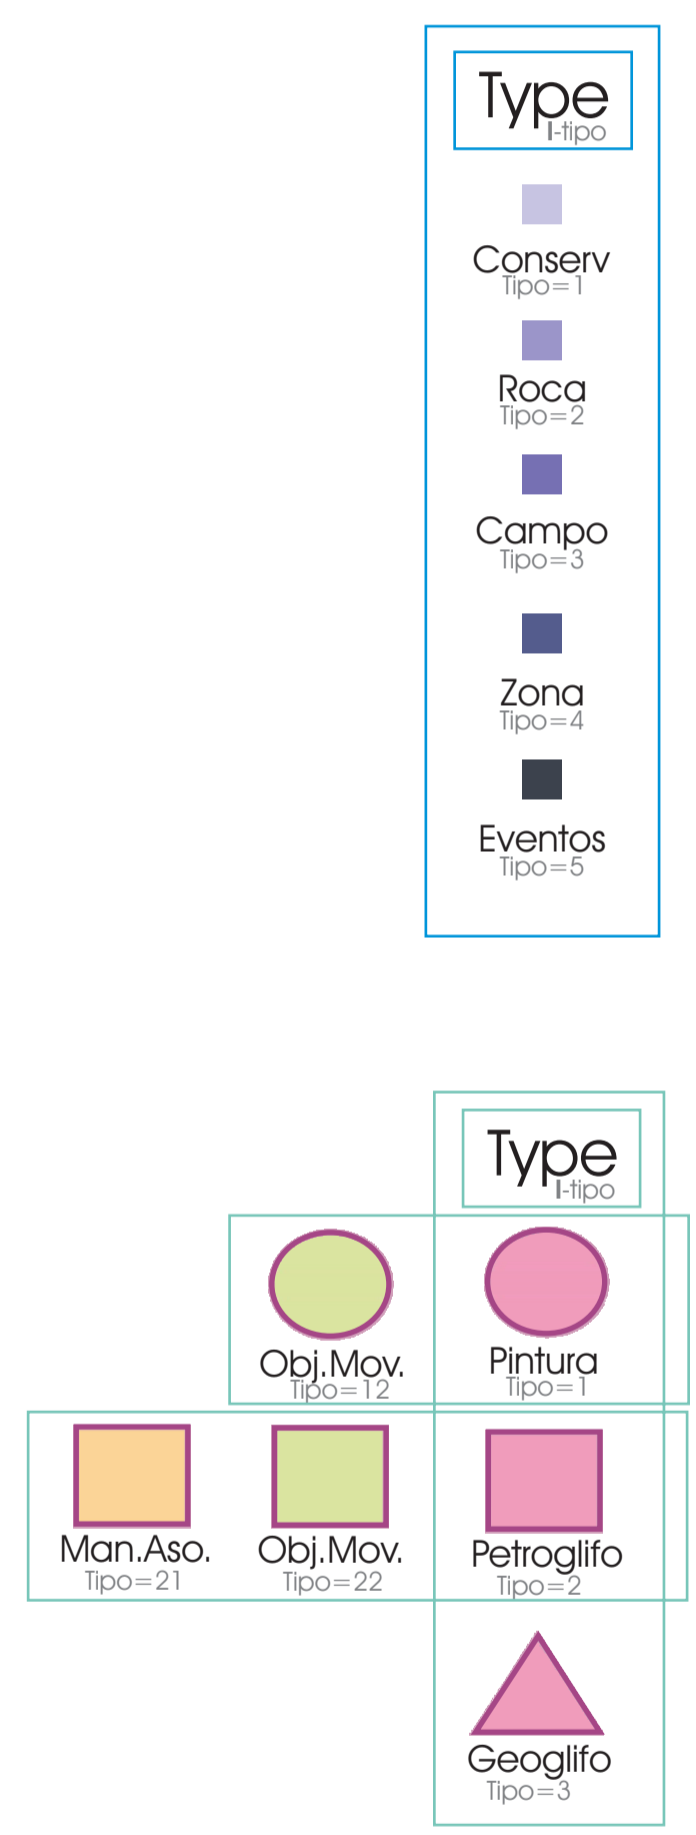 Type
I-tipo
Conserv
Tipo=1
Roca
Tipo=2
Campo
Tipo=3
Zona
Tipo=4
Eventos
Tipo=5
Type
I-tipo
Obj.Mov.
Tipo=12
Pintura
Tipo=1
Man.Aso.
Tipo=21
Obj.Mov.
Tipo=22
Petroglifo
Tipo=2
Geoglifo
Tipo=3